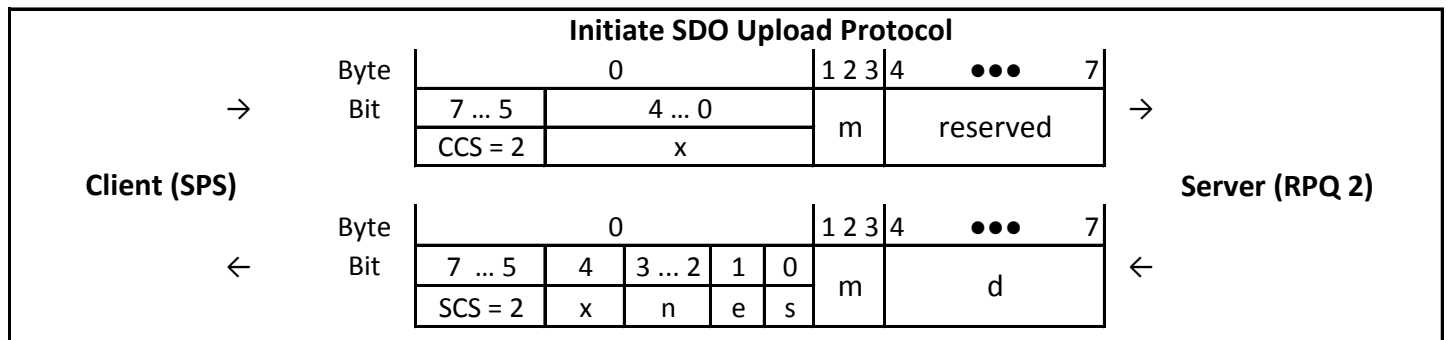 Initiate SDO Upload Protocol
Byte 0 1 2 3 4 ●●● 7
→ Bit 7 ... 5 4 ... 0 m reserved →
CCS = 2 x
Client (SPS) Server (RPQ 2)
Byte 0 1 2 3 4 ●●● 7
← Bit 7 ... 5 4 3 ... 2 1 0 m d ←
SCS = 2 x n e s